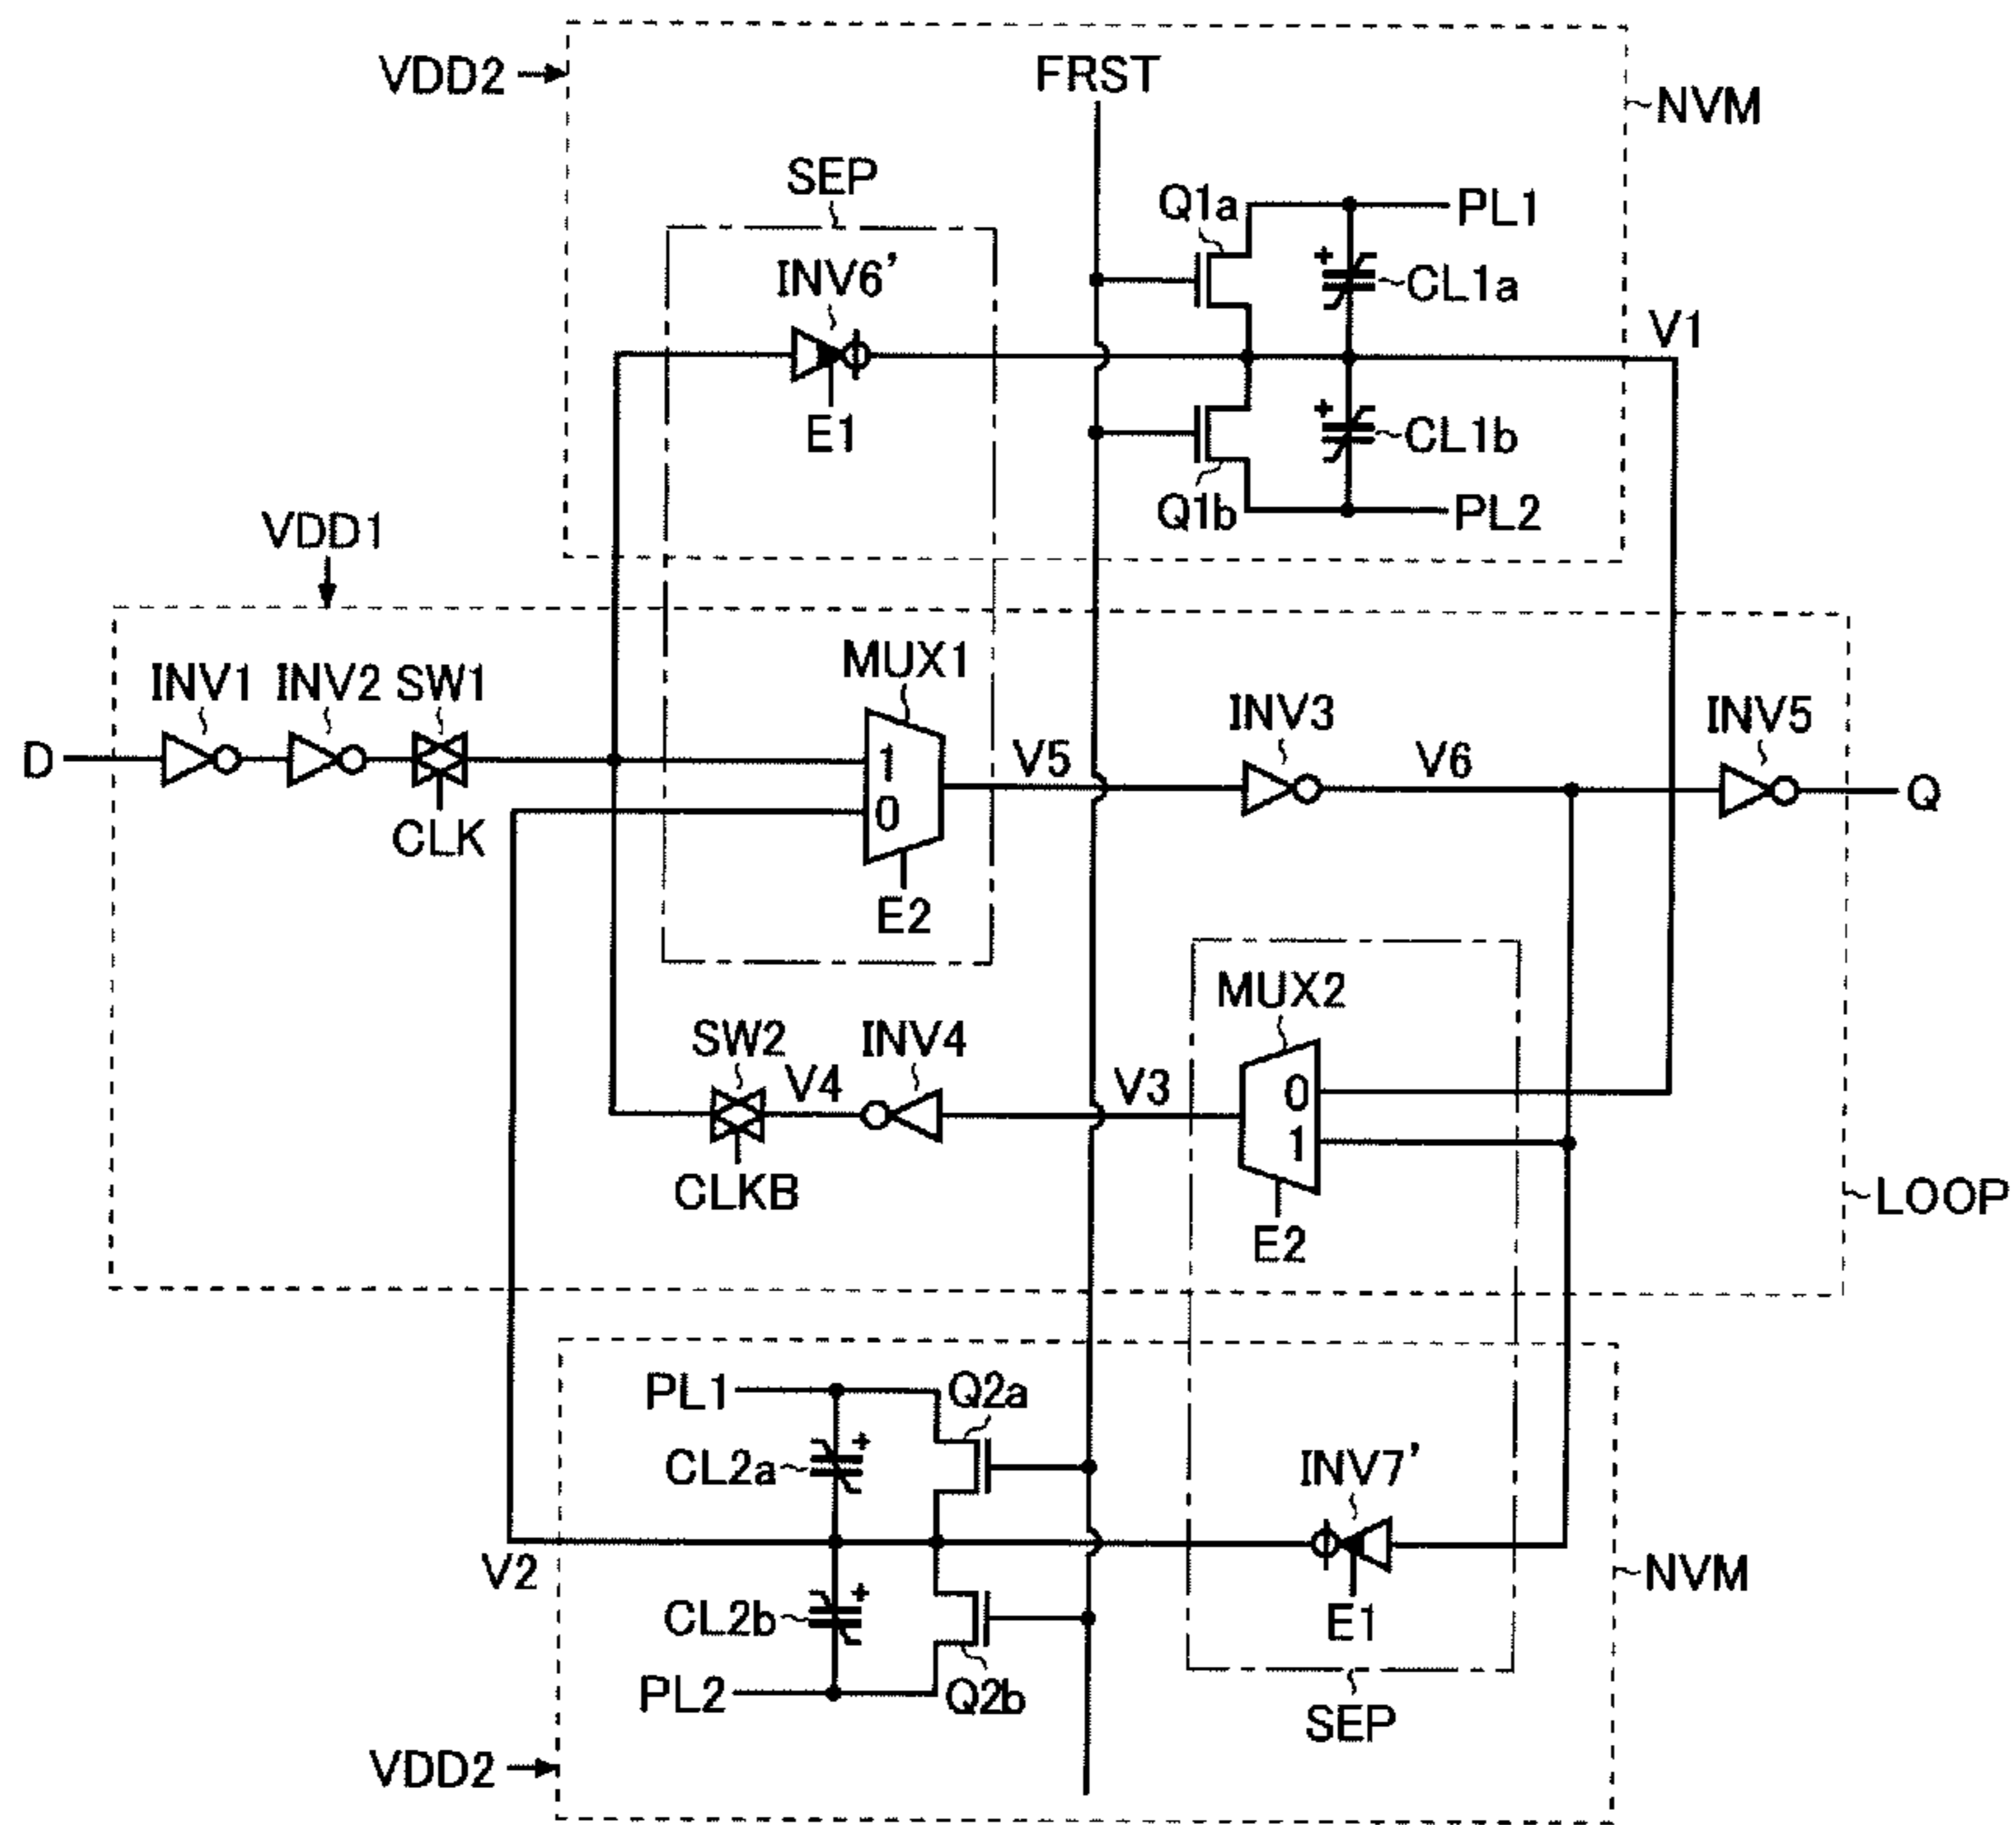 VDD2
FRST
NVM
SEP
Q1a
PL1
INV6'
CL1a
V1
E1
CL1b
Q1b
PL2
VDD1
INV1
INV2
SW1
MUX1
INV3
INV5
D
1
V5
V6
Q
0
CLK
E2
MUX2
SW2
INV4
V4
V3
0
1
CLKB
LOOP
E2
PL1
Q2a
CL2a
INV7'
V2
NVM
CL2b
E1
PL2
Q2b
SEP
VDD2